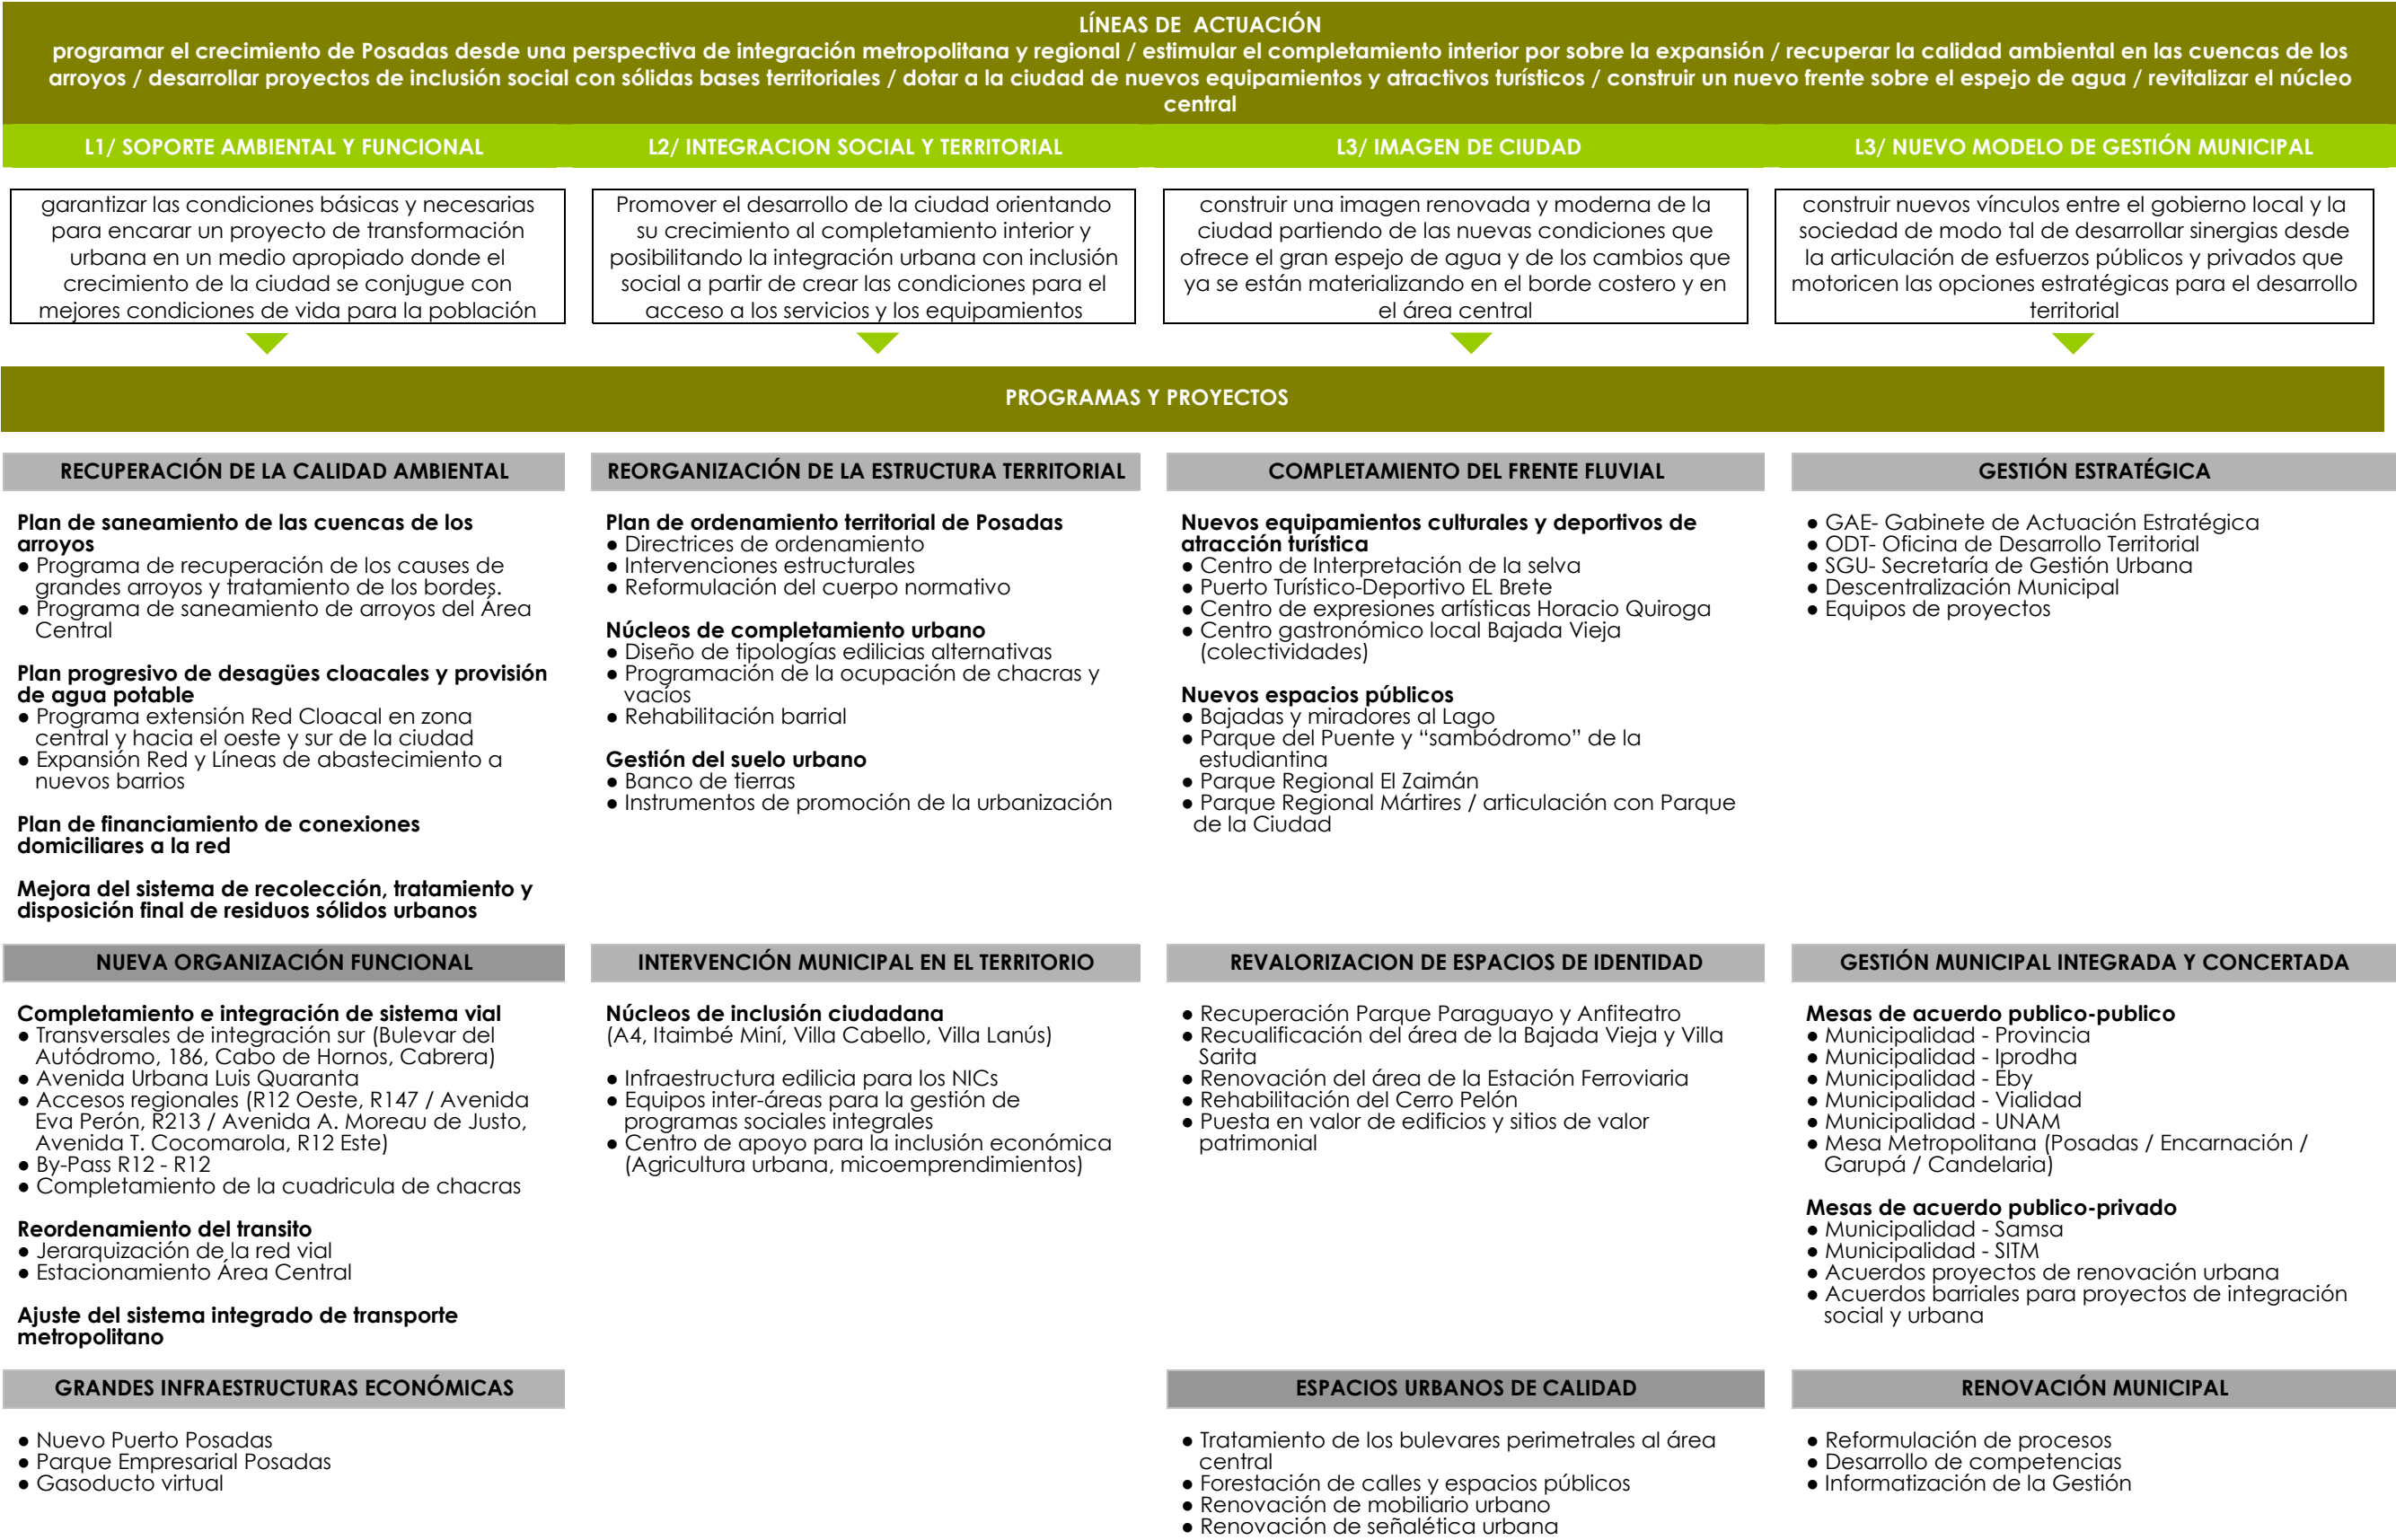 LÍNEAS DE ACTUACIÓN
programar el crecimiento de Posadas desde una perspectiva de integración metropolitana y regional / estimular el completamiento interior por sobre la expansión / recuperar la calidad ambiental en las cuencas de los
arroyos / desarrollar proyectos de inclusión social con sólidas bases territoriales / dotar a la ciudad de nuevos equipamientos y atractivos turísticos / construir un nuevo frente sobre el espejo de agua / revitalizar el núcleo
central
L1/ SOPORTE AMBIENTAL Y FUNCIONAL
garantizar las condiciones básicas y necesarias
para encarar un proyecto de transformación
urbana en un medio apropiado donde el
crecimiento de la ciudad se conjugue con
mejores condiciones de vida para la población
L2/ INTEGRACION SOCIAL Y TERRITORIAL
Promover el desarrollo de la ciudad orientando
su crecimiento al completamiento interior y
posibilitando la integración urbana con inclusión
social a partir de crear las condiciones para el
acceso a los servicios y los equipamientos
L3/ IMAGEN DE CIUDAD
construir una imagen renovada y moderna de la
ciudad partiendo de las nuevas condiciones que
ofrece el gran espejo de agua y de los cambios que
ya se están materializando en el borde costero y en
el área central
L3/ NUEVO MODELO DE GESTIÓN MUNICIPAL
construir nuevos vínculos entre el gobierno local y la
sociedad de modo tal de desarrollar sinergias desde
la articulación de esfuerzos públicos y privados que
motoricen las opciones estratégicas para el desarrollo
territorial
PROGRAMAS Y PROYECTOS
RECUPERACIÓN DE LA CALIDAD AMBIENTAL
Plan de saneamiento de las cuencas de los
arroyos
● Programa de recuperación de los causes de
grandes arroyos y tratamiento de los bordes.
● Programa de saneamiento de arroyos del Área
Central
Plan progresivo de desagües cloacales y provisión
de agua potable
● Programa extensión Red Cloacal en zona
central y hacia el oeste y sur de la ciudad
● Expansión Red y Líneas de abastecimiento a
nuevos barrios
Plan de financiamiento de conexiones
domiciliares a la red
Mejora del sistema de recolección, tratamiento y
disposición final de residuos sólidos urbanos
REORGANIZACIÓN DE LA ESTRUCTURA TERRITORIAL
Plan de ordenamiento territorial de Posadas
● Directrices de ordenamiento
● Intervenciones estructurales
● Reformulación del cuerpo normativo
Núcleos de completamiento urbano
● Diseño de tipologías edilicias alternativas
● Programación de la ocupación de chacras y
vacíos
● Rehabilitación barrial
Gestión del suelo urbano
● Banco de tierras
● Instrumentos de promoción de la urbanización
COMPLETAMIENTO DEL FRENTE FLUVIAL
Nuevos equipamientos culturales y deportivos de
atracción turística
● Centro de Interpretación de la selva
● Puerto Turístico-Deportivo EL Brete
● Centro de expresiones artísticas Horacio Quiroga
● Centro gastronómico local Bajada Vieja
(colectividades)
Nuevos espacios públicos
● Bajadas y miradores al Lago
● Parque del Puente y “sambódromo” de la
estudiantina
● Parque Regional El Zaimán
● Parque Regional Mártires / articulación con Parque
de la Ciudad
GESTIÓN ESTRATÉGICA
● GAE- Gabinete de Actuación Estratégica
● ODT- Oficina de Desarrollo Territorial
● SGU- Secretaría de Gestión Urbana
● Descentralización Municipal
● Equipos de proyectos
NUEVA ORGANIZACIÓN FUNCIONAL
Completamiento e integración de sistema vial
● Transversales de integración sur (Bulevar del
Autódromo, 186, Cabo de Hornos, Cabrera)
● Avenida Urbana Luis Quaranta
● Accesos regionales (R12 Oeste, R147 / Avenida
Eva Perón, R213 / Avenida A. Moreau de Justo,
Avenida T. Cocomarola, R12 Este)
● By-Pass R12 - R12
● Completamiento de la cuadricula de chacras
Reordenamiento del transito
● Jerarquización de la red vial
● Estacionamiento Área Central
Ajuste del sistema integrado de transporte
metropolitano
INTERVENCIÓN MUNICIPAL EN EL TERRITORIO
Núcleos de inclusión ciudadana
(A4, Itaimbé Miní, Villa Cabello, Villa Lanús)
● Infraestructura edilicia para los NICs
● Equipos inter-áreas para la gestión de
programas sociales integrales
● Centro de apoyo para la inclusión económica
(Agricultura urbana, micoemprendimientos)
REVALORIZACION DE ESPACIOS DE IDENTIDAD
● Recuperación Parque Paraguayo y Anfiteatro
● Recualificación del área de la Bajada Vieja y Villa
Sarita
● Renovación del área de la Estación Ferroviaria
● Rehabilitación del Cerro Pelón
● Puesta en valor de edificios y sitios de valor
patrimonial
GESTIÓN MUNICIPAL INTEGRADA Y CONCERTADA
Mesas de acuerdo publico-publico
● Municipalidad - Provincia
● Municipalidad - Iprodha
● Municipalidad - Eby
● Municipalidad - Vialidad
● Municipalidad - UNAM
● Mesa Metropolitana (Posadas / Encarnación /
Garupá / Candelaria)
Mesas de acuerdo publico-privado
● Municipalidad - Samsa
● Municipalidad - SITM
● Acuerdos proyectos de renovación urbana
● Acuerdos barriales para proyectos de integración
social y urbana
GRANDES INFRAESTRUCTURAS ECONÓMICAS
● Nuevo Puerto Posadas
● Parque Empresarial Posadas
● Gasoducto virtual
ESPACIOS URBANOS DE CALIDAD
● Tratamiento de los bulevares perimetrales al área
central
● Forestación de calles y espacios públicos
● Renovación de mobiliario urbano
● Renovación de señalética urbana
RENOVACIÓN MUNICIPAL
● Reformulación de procesos
● Desarrollo de competencias
● Informatización de la Gestión